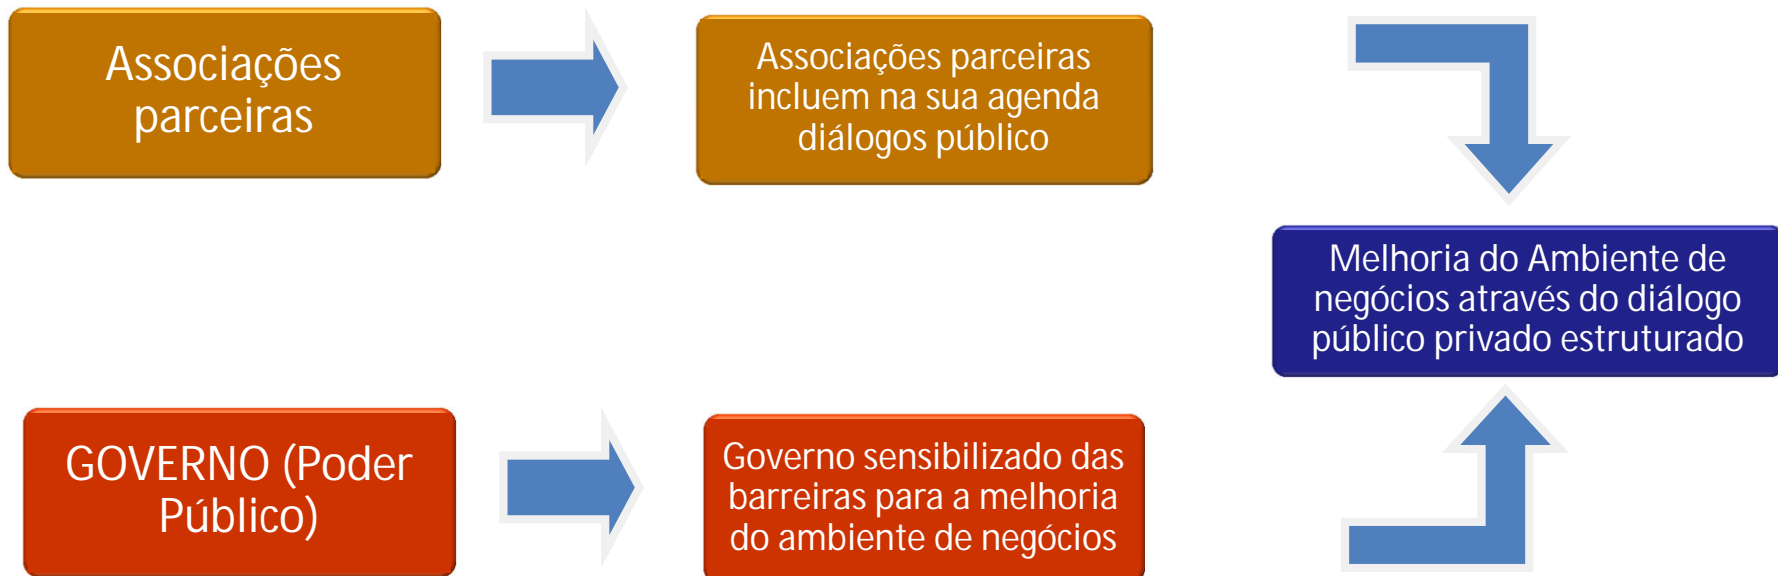 Associações
parceiras
Associações parceiras
incluem na sua agenda
diálogos público
Melhoria do Ambiente de
negócios através do diálogo
público privado estruturado
GOVERNO (Poder
Público)
Governo sensibilizado das
barreiras para a melhoria
do ambiente de negócios